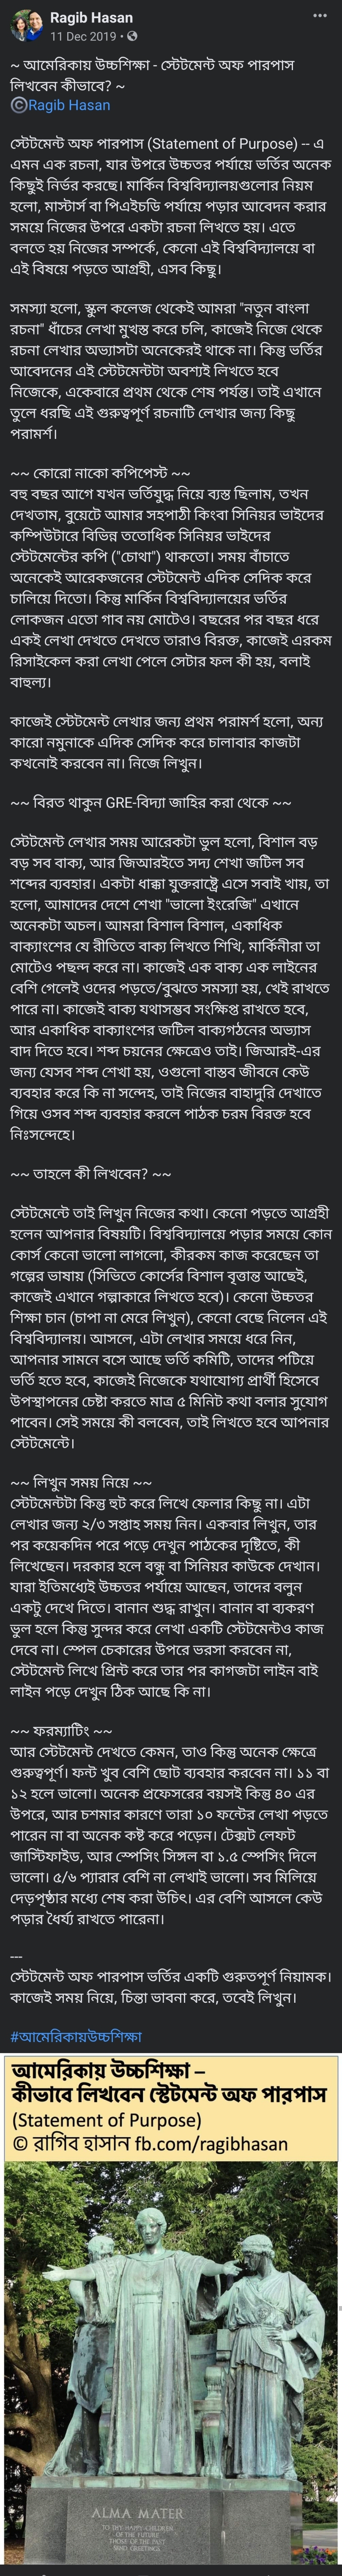 Ragib Hasan
11 Dec 2019
~ আমেরিকায় উচ্চশিক্ষা - স্টেটমেন্ট অফ পারপাস
লিখবেন কীভাবে? ~
©Ragib Hasan
স্টেটমেন্ট অফ পারপাস (Statement of Purpose) -- এ
এমন এক রচনা, যার উপরে উচ্চতর পর্যায়ে ভর্তির অনেক
কিছুই নির্ভর করছে। মার্কিন বিশ্ববিদ্যালয়গুলোর নিয়ম
হলো, মাস্টার্স বা পিএইচডি পর্যায়ে পড়ার আবেদন করার
সময়ে নিজের উপরে একটা রচনা লিখতে হয়। এতে
বলতে হয় নিজের সম্পর্কে, কেনো এই বিশ্ববিদ্যালয়ে বা
এই বিষয়ে পড়তে আগ্রহী, এসব কিছু।
সমস্যা হলো, স্কুল কলেজ থেকেই আমরা "নতুন বাংলা
রচনা" ধাঁচের লেখা মুখস্ত করে চলি, কাজেই নিজে থেকে
রচনা লেখার অভ্যাসটা অনেকেরই থাকে না। কিন্তু ভর্তির
আবেদনের এই স্টেটমেন্টটা অবশ্যই লিখতে হবে
নিজেকে, একেবারে প্রথম থেকে শেষ পর্যন্ত। তাই এখানে
তুলে ধরছি এই গুরুত্বপূর্ণ রচনাটি লেখার জন্য কিছু
পরামর্শ।
~~ কোরো নাকো কপিপেস্ট ~~
বহু বছর আগে যখন ভর্তিযুদ্ধ নিয়ে ব্যস্ত ছিলাম, তখন
দেখতাম, বুয়েটে আমার সহপাঠী কিংবা সিনিয়র ভাইদের
কম্পিউটারে বিভিন্ন ততোধিক সিনিয়র ভাইদের
স্টেটমেন্টের কপি ("চোথা") থাকতো। সময় বাঁচাতে
অনেকেই আরেকজনের স্টেটমেন্ট এদিক সেদিক করে
চালিয়ে দিতো। কিন্তু মার্কিন বিশ্ববিদ্যালয়ের ভর্তির
লোকজন এতো গাব নয় মোটেও। বছরের পর বছর ধরে
একই লেখা দেখতে দেখতে তারাও বিরক্ত, কাজেই এরকম
রিসাইকেল করা লেখা পেলে সেটার ফল কী হয়, বলাই
বাহুল্য।
কাজেই স্টেটমেন্ট লেখার জন্য প্রথম পরামর্শ হলো, অন্য
কারো নমুনাকে এদিক সেদিক করে চালাবার কাজটা
কখনোই করবেন না। নিজে লিখুন।
~~ বিরত থাকুন GRE-বিদ্যা জাহির করা থেকে ~~
স্টেটমেন্ট লেখার সময় আরেকটা ভুল হলো, বিশাল বড়
বড় সব বাক্য, আর জিআরইতে সদ্য শেখা জটিল সব
শব্দের ব্যবহার। একটা ধাক্কা যুক্তরাষ্ট্রে এসে সবাই খায়, তা
হলো, আমাদের দেশে শেখা "ভালো ইংরেজি" এখানে
অনেকটা অচল। আমরা বিশাল বিশাল, একাধিক
বাক্যাংশের যে রীতিতে বাক্য লিখতে শিখি, মার্কিনীরা তা
মোটেও পছন্দ করে না। কাজেই এক বাক্য এক লাইনের
বেশি গেলেই ওদের পড়তে/বুঝতে সমস্যা হয়, খেই রাখতে
পারে না। কাজেই বাক্য যথাসম্ভব সংক্ষিপ্ত রাখতে হবে,
আর একাধিক বাক্যাংশের জটিল বাক্যগঠনের অভ্যাস
বাদ দিতে হবে। শব্দ চয়নের ক্ষেত্রেও তাই। জিআরই-এর
জন্য যেসব শব্দ শেখা হয়, ওগুলো বাস্তব জীবনে কেউ
ব্যবহার করে কি না সন্দেহ, তাই নিজের বাহাদুরি দেখাতে
গিয়ে ওসব শব্দ ব্যবহার করলে পাঠক চরম বিরক্ত হবে
নিঃসন্দেহে।
~~ তাহলে কী লিখবেন? ~~
স্টেটমেন্টে তাই লিখুন নিজের কথা। কেনো পড়তে আগ্রহী
হলেন আপনার বিষয়টি। বিশ্ববিদ্যালয়ে পড়ার সময়ে কোন
কোর্স কেনো ভালো লাগলো, কীরকম কাজ করেছেন তা
গল্পের ভাষায় (সিভিতে কোর্সের বিশাল বৃত্তান্ত আছেই,
কাজেই এখানে গল্পাকারে লিখতে হবে)। কেনো উচ্চতর
শিক্ষা চান (চাপা না মেরে লিখুন), কেনো বেছে নিলেন এই
বিশ্ববিদ্যালয়। আসলে, এটা লেখার সময়ে ধরে নিন,
আপনার সামনে বসে আছে ভর্তি কমিটি, তাদের পটিয়ে
ভর্তি হতে হবে, কাজেই নিজেকে যথাযোগ্য প্রার্থী হিসেবে
উপস্থাপনের চেষ্টা করতে মাত্র ৫ মিনিট কথা বলার সুযোগ
পাবেন। সেই সময়ে কী বলবেন, তাই লিখতে হবে আপনার
স্টেটমেন্টে।
~~ লিখুন সময় নিয়ে ~~
স্টেটমেন্টটা কিন্তু হুট করে লিখে ফেলার কিছু না। এটা
লেখার জন্য ২/৩ সপ্তাহ সময় নিন। একবার লিখুন, তার
পর কয়েকদিন পরে পড়ে দেখুন পাঠকের দৃষ্টিতে, কী
লিখেছেন। দরকার হলে বন্ধু বা সিনিয়র কাউকে দেখান।
যারা ইতিমধ্যেই উচ্চতর পর্যায়ে আছেন, তাদের বলুন
একটু দেখে দিতে। বানান শুদ্ধ রাখুন। বানান বা ব্যকরণ
ভুল হলে কিন্তু সুন্দর করে লেখা একটি স্টেটমেন্টও কাজ
দেবে না। স্পেল চেকারের উপরে ভরসা করবেন না,
স্টেটমেন্ট লিখে প্রিন্ট করে তার পর কাগজটা লাইন বাই
লাইন পড়ে দেখুন ঠিক আছে কি না।
~~ ফরম্যাটিং ~~
আর স্টেটমেন্ট দেখতে কেমন, তাও কিন্তু অনেক ক্ষেত্রে
গুরুত্বপূর্ণ। ফন্ট খুব বেশি ছোট ব্যবহার করবেন না। ১১ বা
১২ হলে ভালো। অনেক প্রফেসরের বয়সই কিন্তু ৪০ এর
উপরে, আর চশমার কারণে তারা ১০ ফন্টের লেখা পড়তে
পারেন না বা অনেক কষ্ট করে পড়েন। টেক্সট লেফট
জাস্টিফাইড, আর স্পেসিং সিঙ্গল বা ১.৫ স্পেসিং দিলে
ভালো। ৫/৬ প্যারার বেশি না লেখাই ভালো। সব মিলিয়ে
দেড়পৃষ্ঠার মধ্যে শেষ করা উচিৎ। এর বেশি আসলে কেউ
পড়ার ধৈর্য্য রাখতে পারেনা।
---
স্টেটমেন্ট অফ পারপাস ভর্তির একটি গুরুতপূর্ণ নিয়ামক।
কাজেই সময় নিয়ে, চিন্তা ভাবনা করে, তবেই লিখুন।
#আমেরিকায়উচ্চশিক্ষা
আমেরিকায় উচ্চশিক্ষা –
কীভাবে লিখবেন স্টেটমেন্ট অফ পারপাস
(Statement of Purpose)
© রাগিব হাসান fb.com/ragibhasan
ALMA MATER
TO THY HAPPY CHILDREN
OF THE FUTURE
THOSE OF THE PAST
SEND GREETINGS